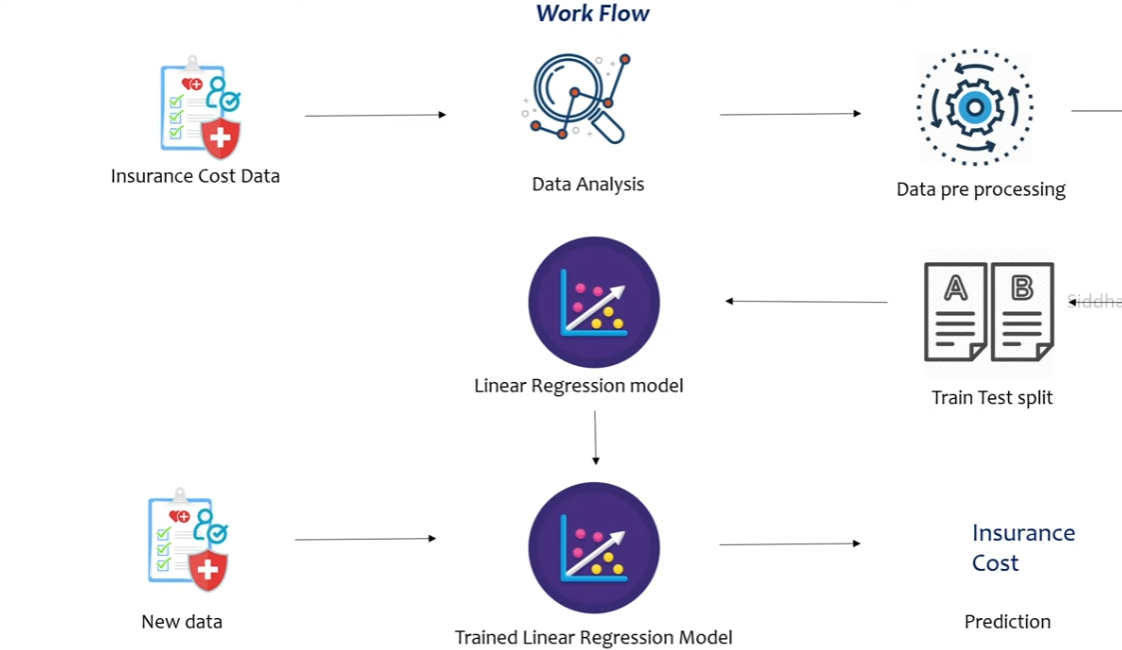 Work Flow
Insurance Cost Data
Data Analysis
Data pre processing
A B
Linear Regression model
Train Test split
Insurance
Cost
New data
Trained Linear Regression Model
Prediction